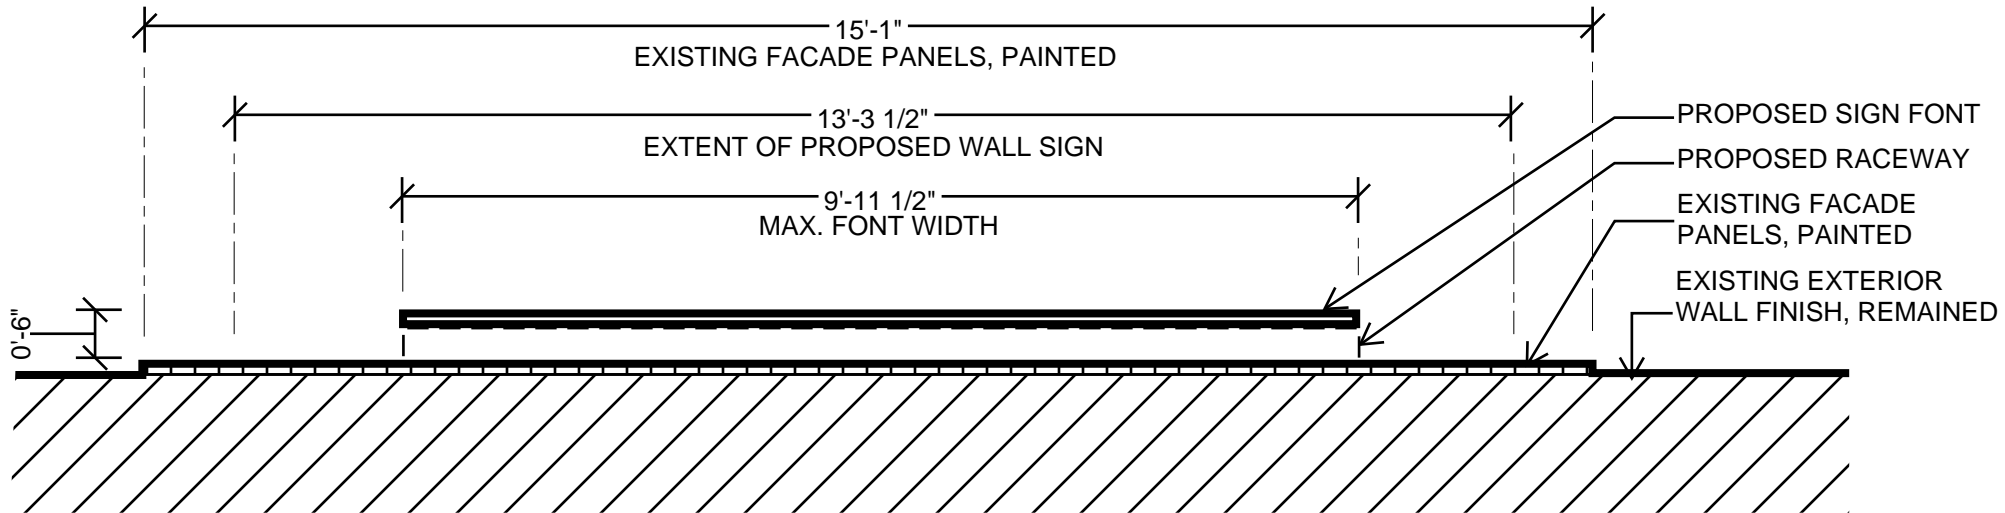 15'-1"
EXISTING FACADE PANELS, PAINTED
13'-3 1/2"
EXTENT OF PROPOSED WALL SIGN
9'-11 1/2"
MAX. FONT WIDTH
PROPOSED SIGN FONT
PROPOSED RACEWAY
EXISTING FACADE
PANELS, PAINTED
EXISTING EXTERIOR
WALL FINISH, REMAINED
0'-6"